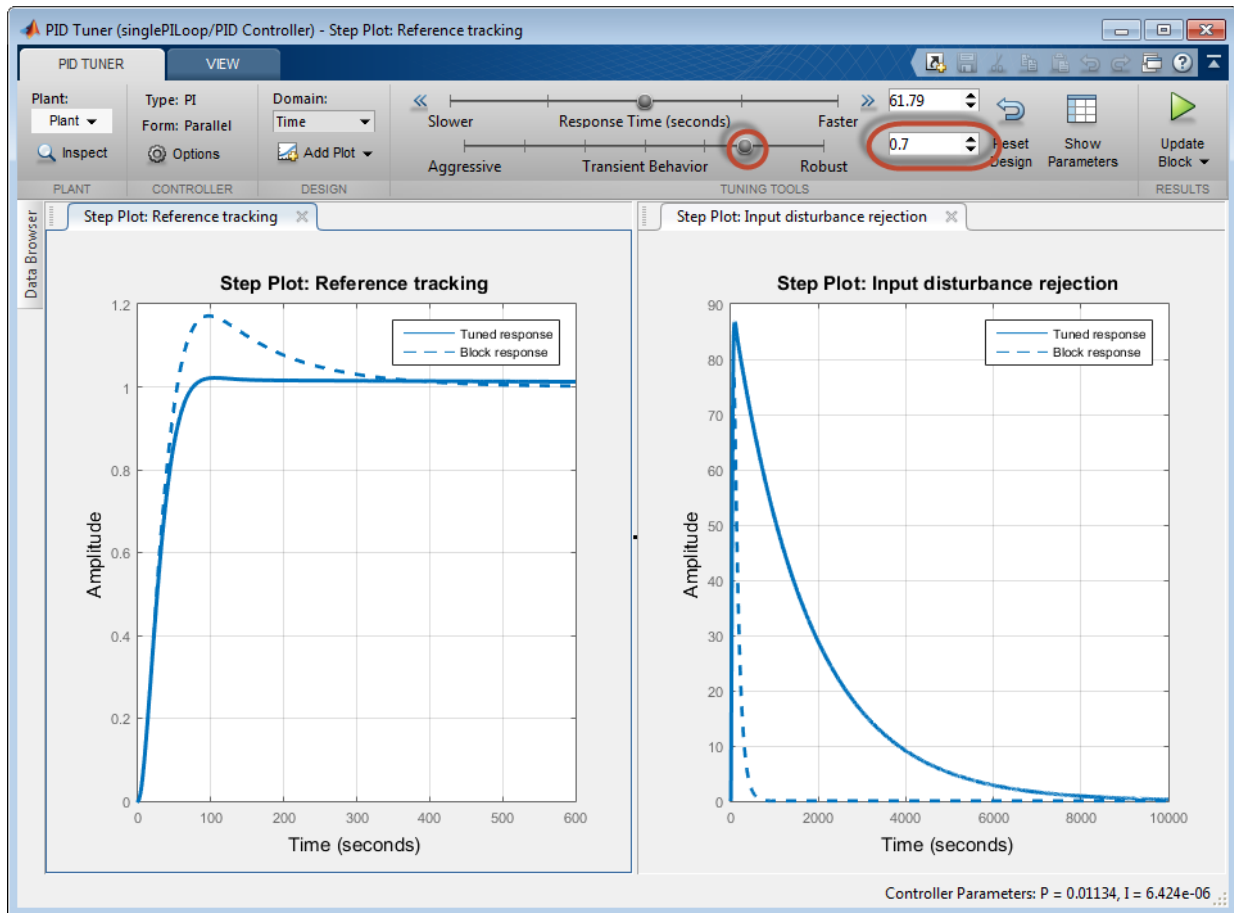 PID Tuner (singlePILoop/PID Controller) - Step Plot: Reference tracking
PID TUNER
VIEW
Plant:
Plant
Inspect
PLANT
Type: PI
Form: Parallel
Options
CONTROLLER
Domain:
Time
Add Plot
DESIGN
Slower
Response Time (seconds)
Faster
61.79
Aggressive
Transient Behavior
Robust
0.7
TUNING TOOLS
Reset
Design
Show
Parameters
Update
Block
RESULTS
Data Browser
Step Plot: Reference tracking
Step Plot: Reference tracking
Tuned response
Block response
1.2
1
0.8
0.6
0.4
0.2
0
Amplitude
0 100 200 300 400 500 600
Time (seconds)
Step Plot: Input disturbance rejection
Step Plot: Input disturbance rejection
Tuned response
Block response
90
80
70
60
50
40
30
20
10
0
Amplitude
0 2000 4000 6000 8000 10000
Time (seconds)
Controller Parameters: P = 0.01134, I = 6.424e-06